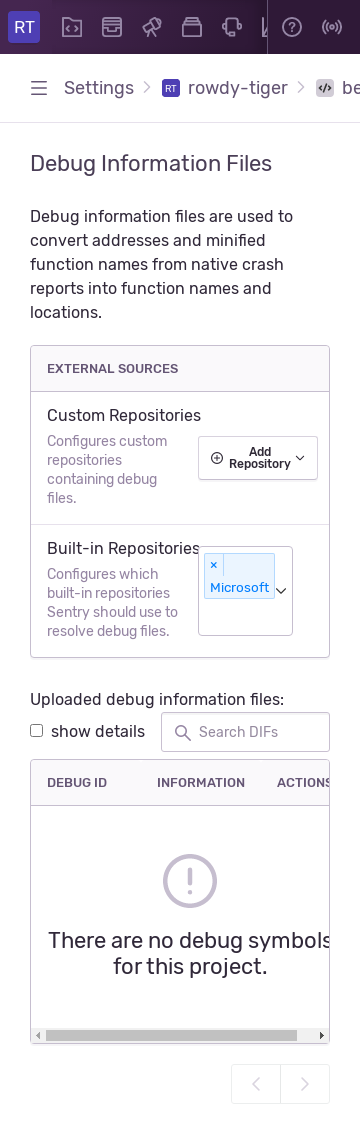 RT
Settings
RT
rowdy-tiger
be
Debug Information Files
Debug information files are used to
convert addresses and minified
function names from native crash
reports into function names and
locations.
EXTERNAL SOURCES
Custom Repositories
Configures custom
repositories
containing debug
files.
Add
Repository
Built-in Repositories
Configures which
built-in repositories
Sentry should use to
resolve debug files.
×
Microsoft
Uploaded debug information files:
show details
Search DIFs
DEBUG ID INFORMATION ACTIONS
There are no debug symbols
for this project.